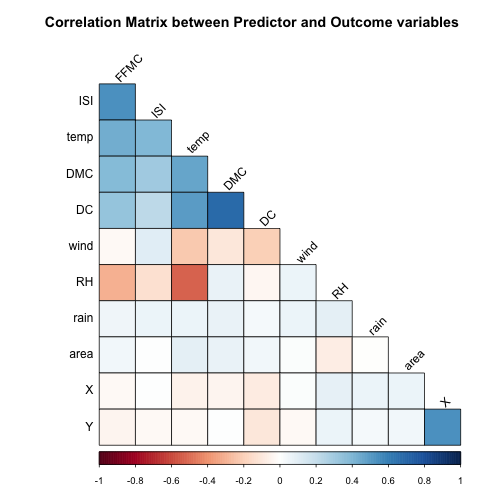 Correlation Matrix between Predictor and Outcome variables
FFMC
ISI
ISI
temp
temp
DMC
DMC
DC
DC
wind
wind
RH
RH
rain
rain
area
area
X
X
Y
-1 -0.8 -0.6 -0.4 -0.2 0 0.2 0.4 0.6 0.8 1